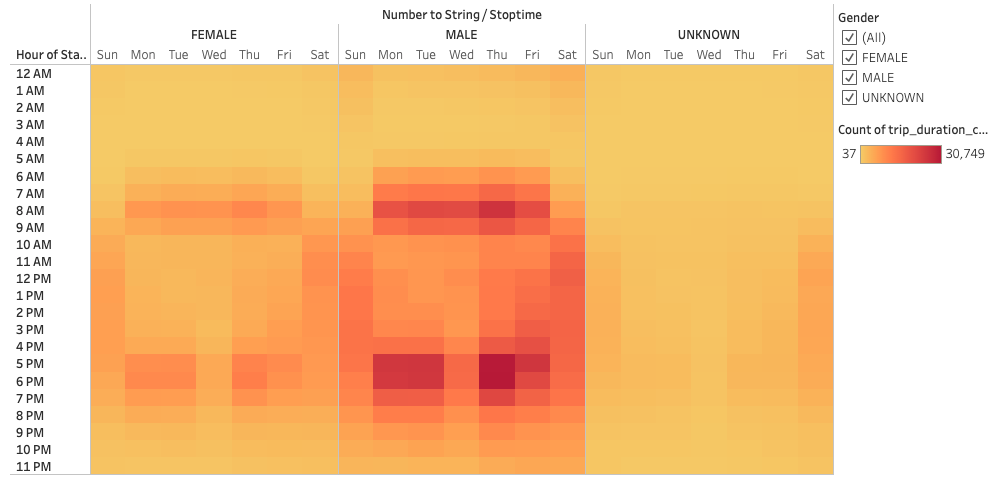 Number to String / Stoptime
FEMALE MALE UNKNOWN
Hour of Sta.. Sun Mon Tue Wed Thu Fri Sat Sun Mon Tue Wed Thu Fri Sat Sun Mon Tue Wed Thu Fri Sat
12 AM
1 AM
2 AM
3 AM
4 AM
5 AM
6 AM
7 AM
8 AM
9 AM
10 AM
11 AM
12 PM
1 PM
2 PM
3 PM
4 PM
5 PM
6 PM
7 PM
8 PM
9 PM
10 PM
11 PM
Gender
(All)
FEMALE
MALE
UNKNOWN
Count of trip_duration_c...
37 30,749